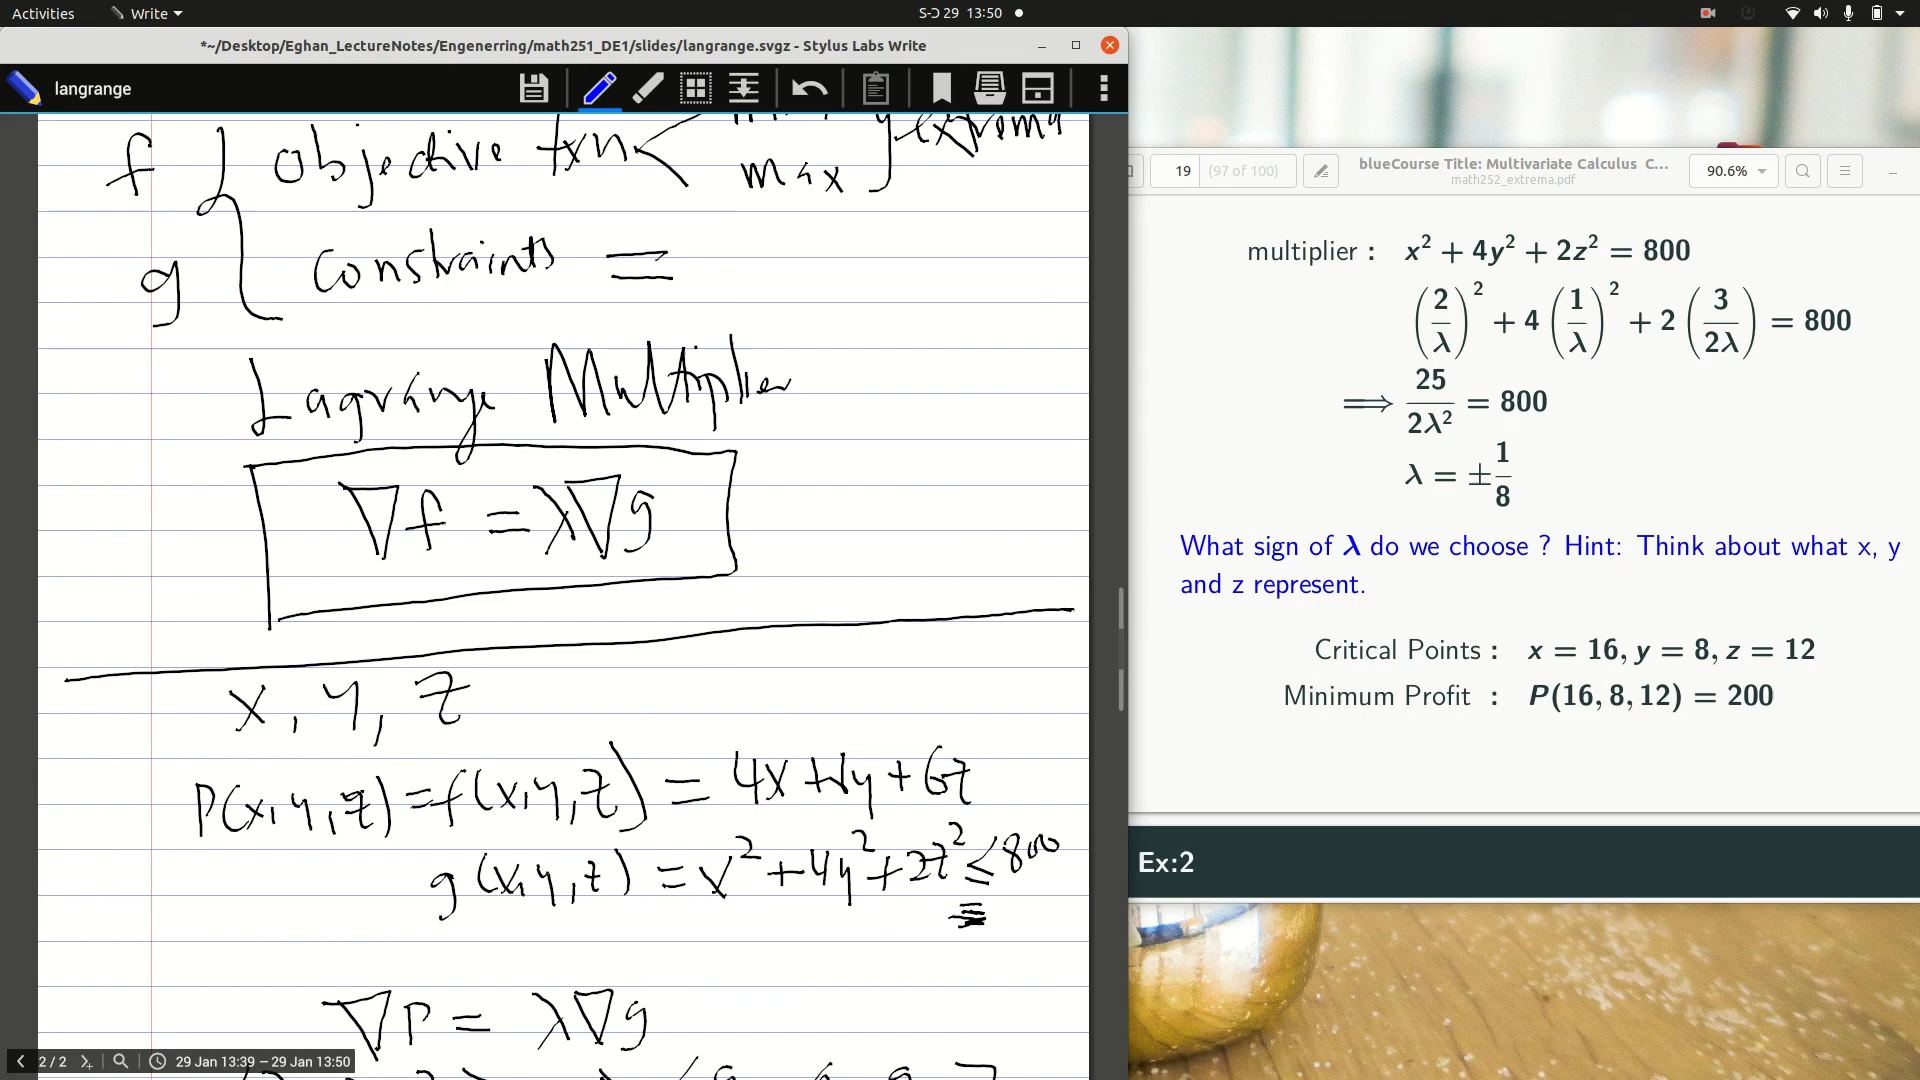 Activities Write S-Ɔ 29 13:50
*~/Desktop/Eghan_LectureNotes/Engenerring/math251_DE1/slides/langrange.svgz - Stylus Labs Write
langrange
f objective fxn max extrema
g constraints =
Lagrange Multiplier
∇f = λ∇g
x, y, z
P(x,y,z) = f(x,y,z) = 4x + 8y + 6z
g(x,y,z) = x² + 4y² + 2z² ≤ 800
=
∇P = λ∇g
2 / 2 29 Jan 13:39 – 29 Jan 13:50
19 (97 of 100) blueCourse Title: Multivariate Calculus C... 90.6%
math252_extrema.pdf
multiplier : x² + 4y² + 2z² = 800
(2/λ)² + 4 (1/λ)² + 2 (3/2λ) = 800
⟹ 25/2λ² = 800
λ = ±1/8
What sign of λ do we choose ? Hint: Think about what x, y
and z represent.
Critical Points : x = 16, y = 8, z = 12
Minimum Profit : P(16, 8, 12) = 200
Ex:2